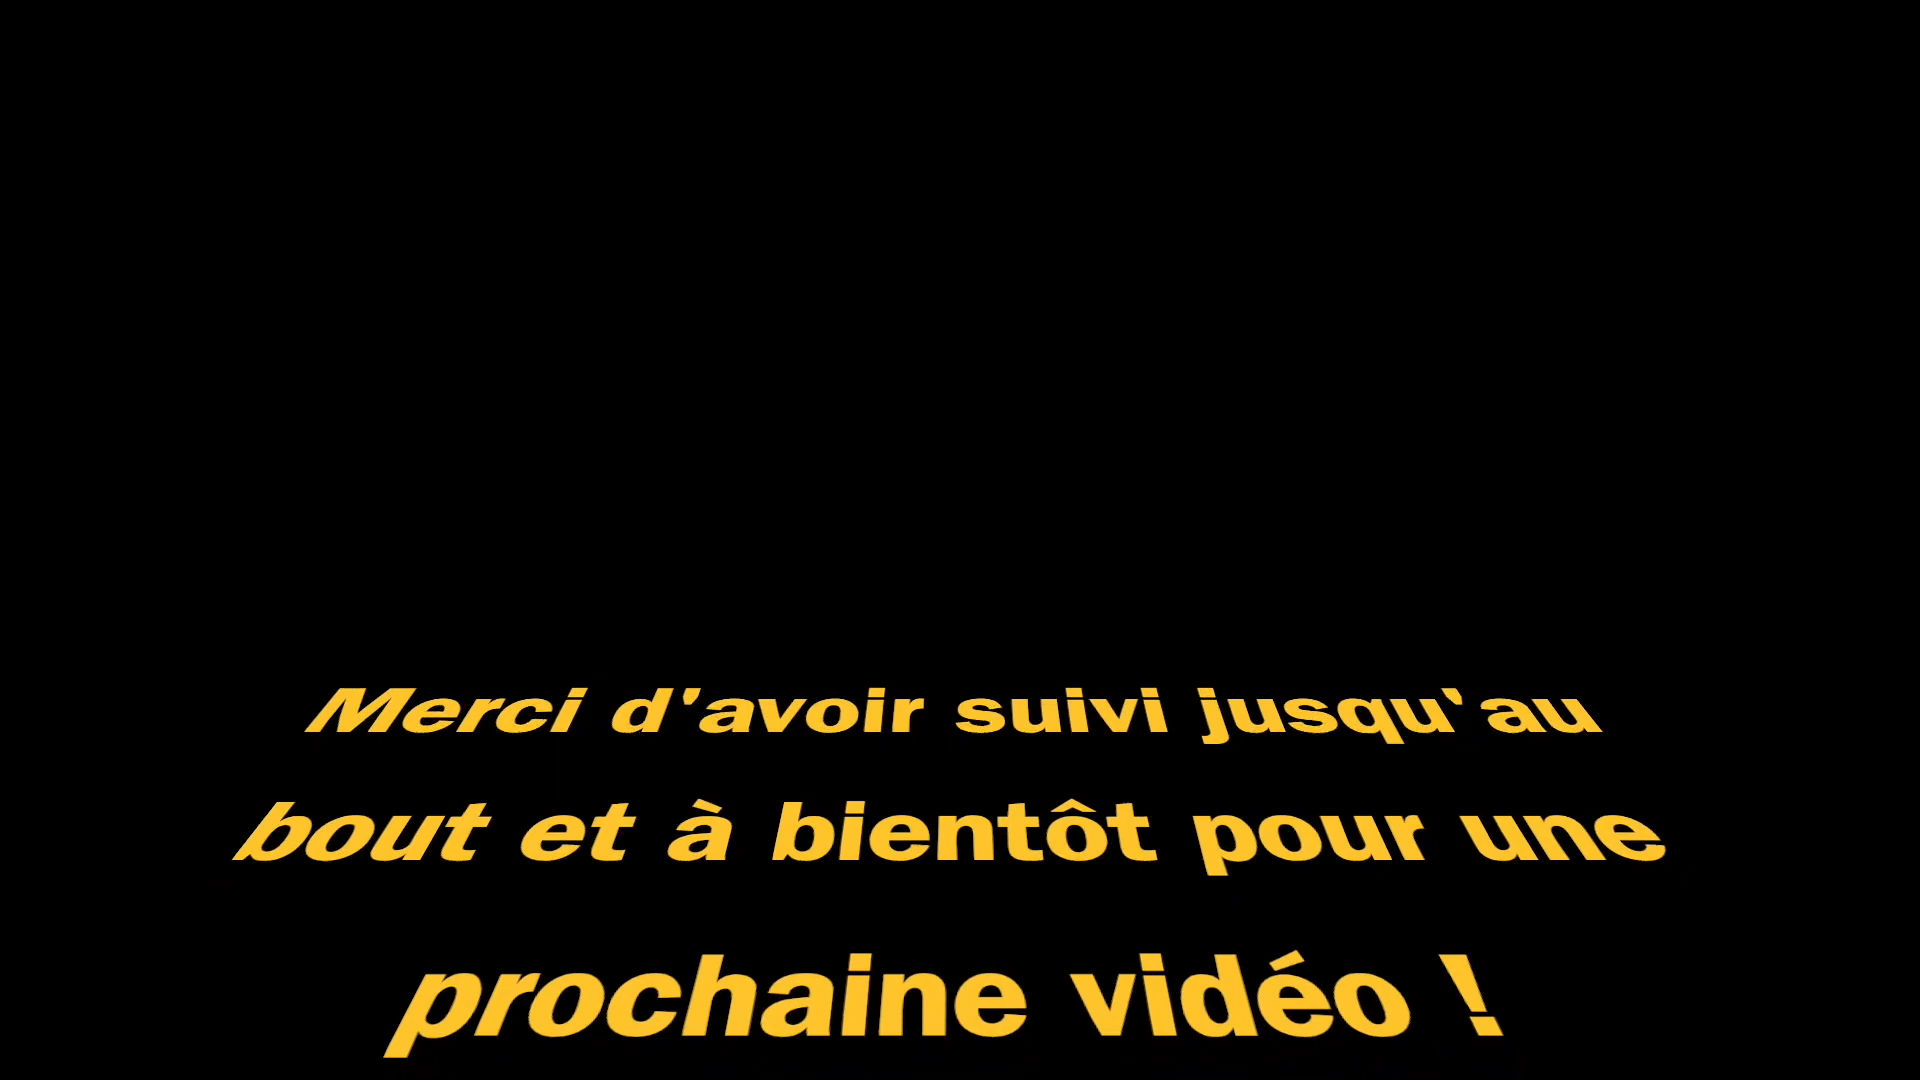 Merci d'avoir suivi jusqu'au
bout et à bientôt pour une
prochaine vidéo !